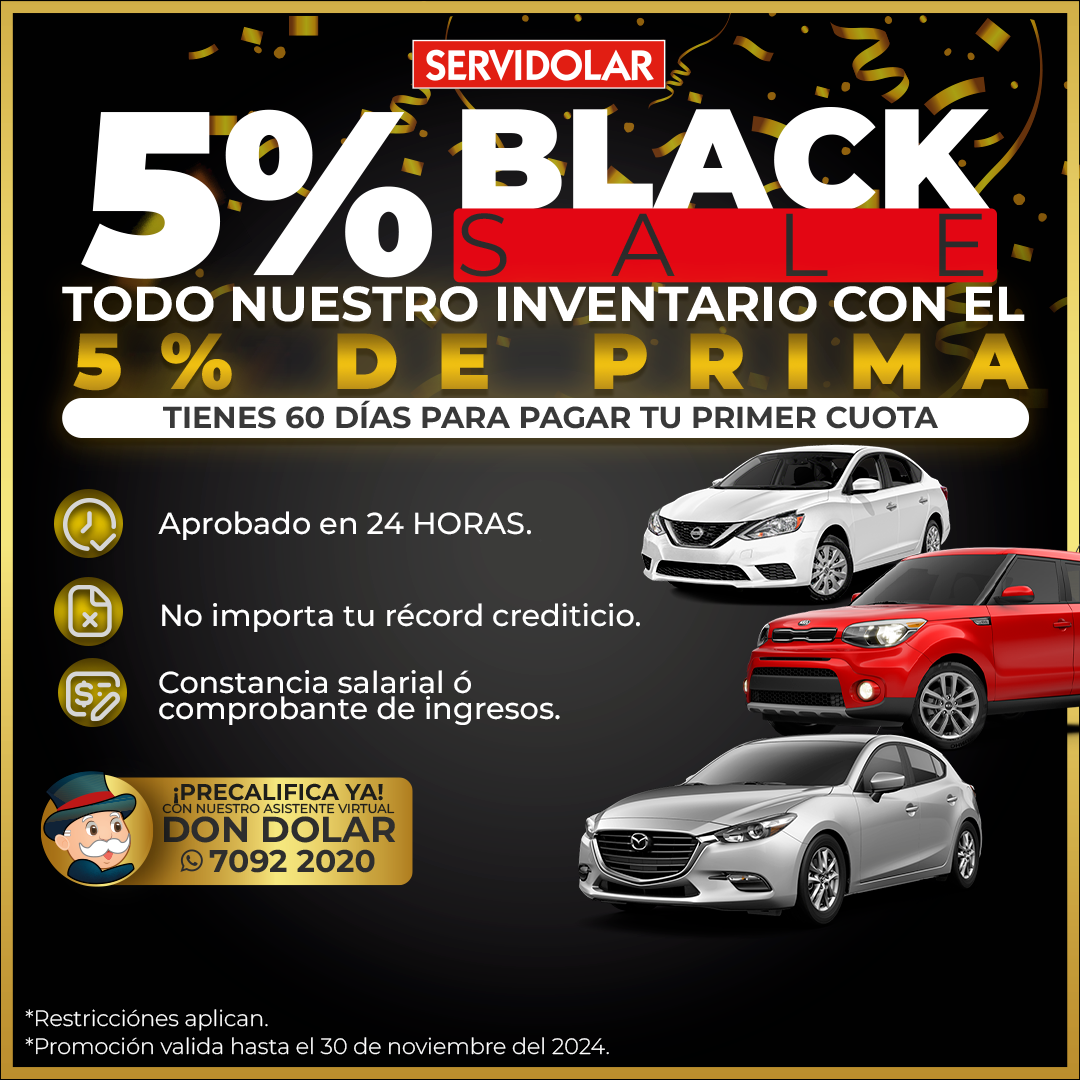 SERVIDOLAR
5% BLACK
SALE
TODO NUESTRO INVENTARIO CON EL
5% DE PRIMA
TIENES 60 DÍAS PARA PAGAR TU PRIMER CUOTA
Aprobado en 24 HORAS.
No importa tu récord crediticio.
Constancia salarial ó
comprobante de ingresos.
¡PRECALIFICA YA!
CON NUESTRO ASISTENTE VIRTUAL
DON DOLAR
7092 2020
*Restricciónes aplican.
*Promoción valida hasta el 30 de noviembre del 2024.